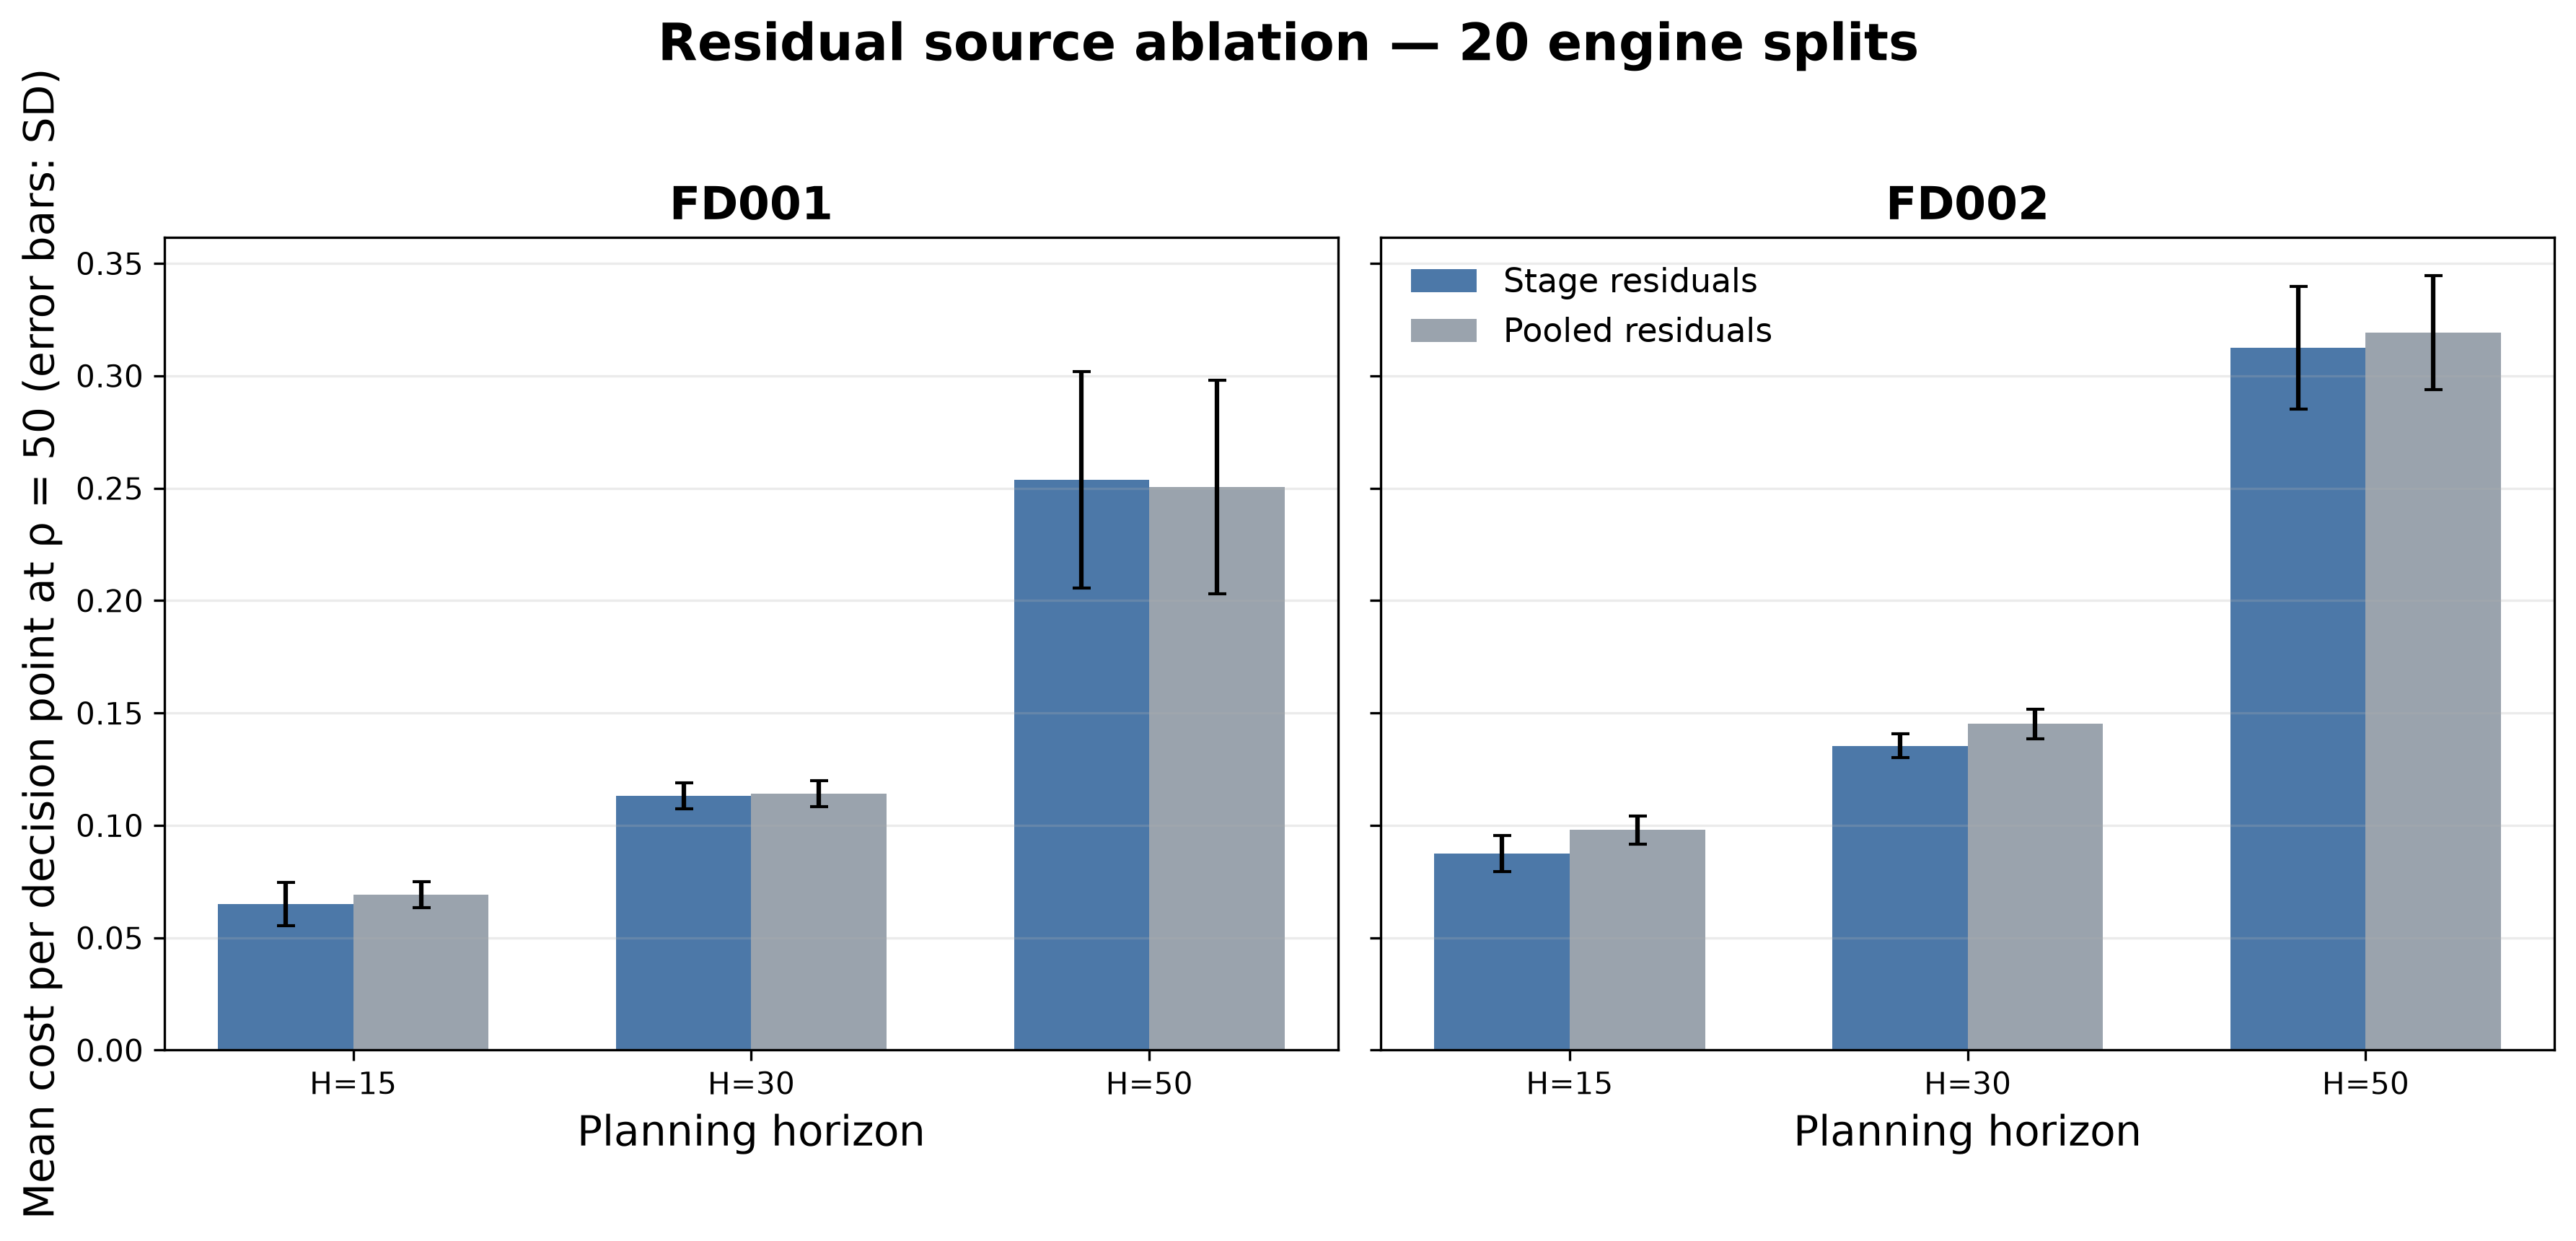 Residual source ablation — 20 engine splits
Mean cost per decision point at ρ = 50 (error bars: SD)
FD001
0.35
0.30
0.25
0.20
0.15
0.10
0.05
0.00
H=15
H=30
H=50
Planning horizon
FD002
Stage residuals
Pooled residuals
H=15
H=30
H=50
Planning horizon